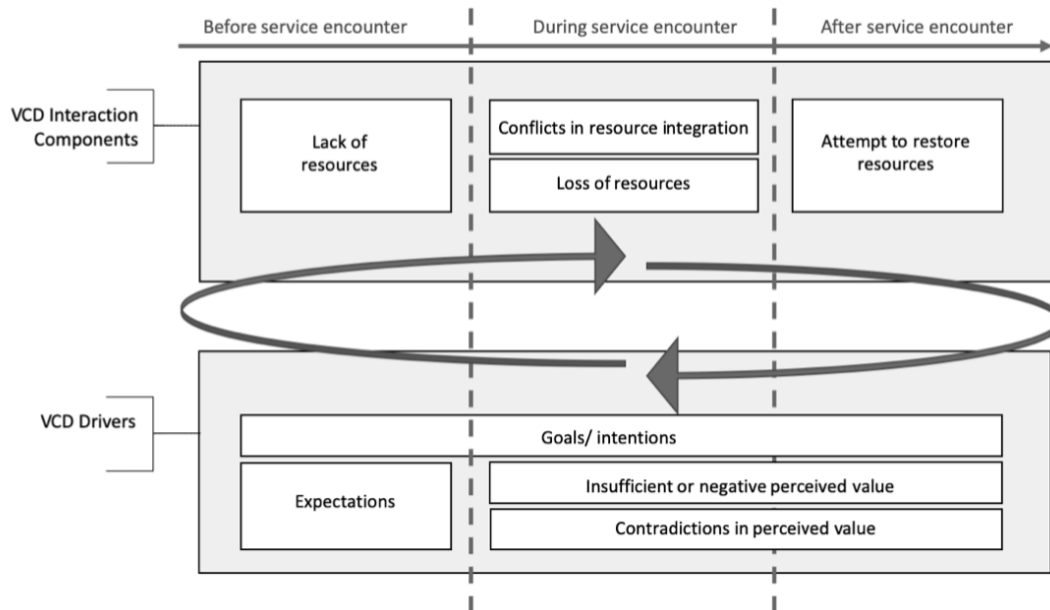 Before service encounter
During service encounter
After service encounter
VCD Interaction
Components
Lack of
resources
Conflicts in resource integration
Loss of resources
Attempt to restore
resources
VCD Drivers
Goals/ intentions
Expectations
Insufficient or negative perceived value
Contradictions in perceived value